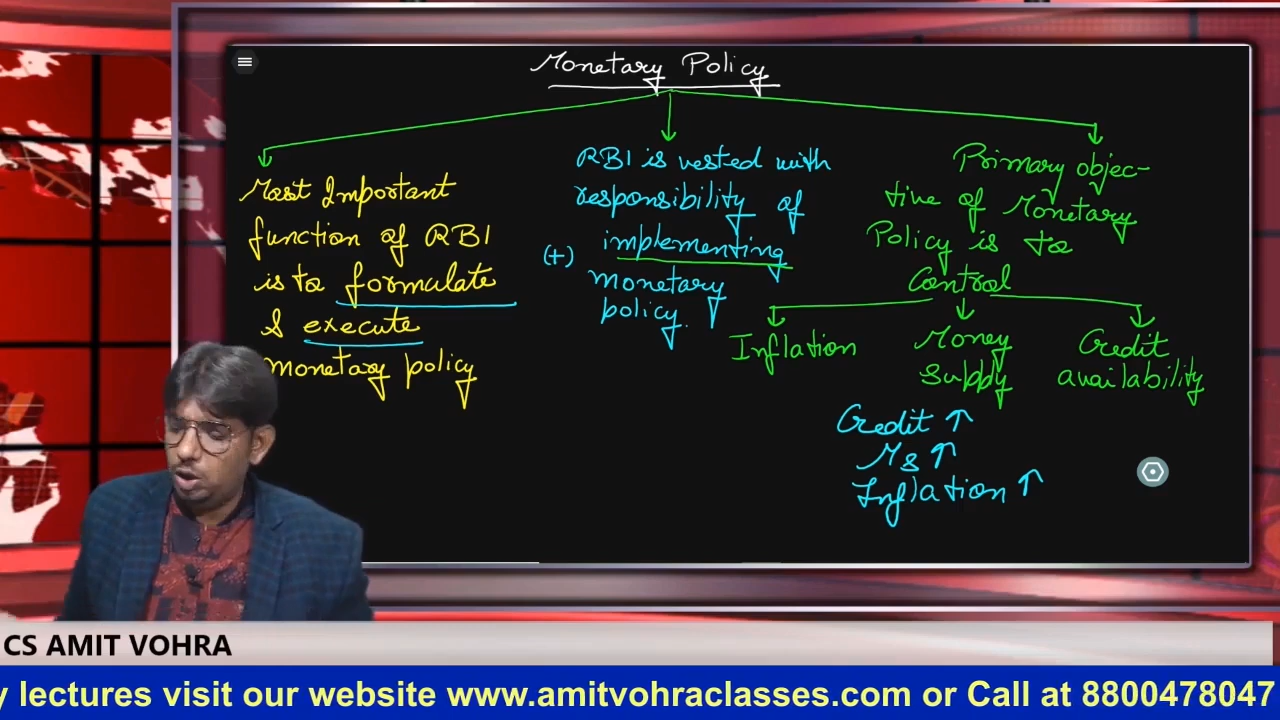 Monetary Policy
Most Important
function of RBI
is to formulate
& execute
monetary policy
RBI is vested with
responsibility of
(+) implementing
monetary
policy.
Primary objec-
tive of Monetary
Policy is to
Control
Inflation
Money
supply
Credit
availability
Credit ↑
Ms ↑
Inflation ↑
CS AMIT VOHRA
y lectures visit our website www.amitvohraclasses.com or Call at 8800478047